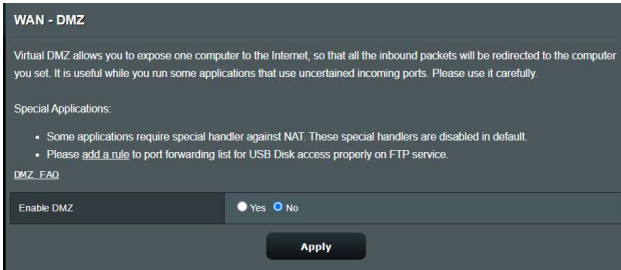 WAN - DMZ
Virtual DMZ allows you to expose one computer to the Internet, so that all the inbound packets will be redirected to the computer
you set. It is useful while you run some applications that use uncertained incoming ports. Please use it carefully.
Special Applications:
• Some applications require special handler against NAT. These special handlers are disabled in default.
• Please add a rule to port forwarding list for USB Disk access properly on FTP service.
DMZ FAQ
Enable DMZ Yes No
Apply